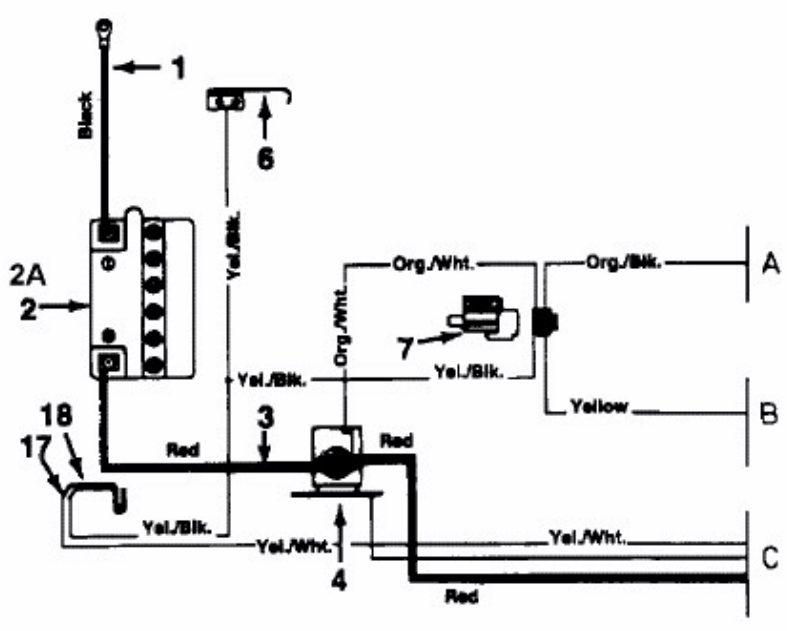 1
Black
6
Yel./Blk.
2A
2
Org./Wht.
Org./Blk.
A
Org./Wht.
7
Yel./Blk.
Yel./Blk.
Yellow
B
18
17
3
Red
Red
Yel./Blk.
Yel./Wht.
Yel./Wht.
C
4
Red